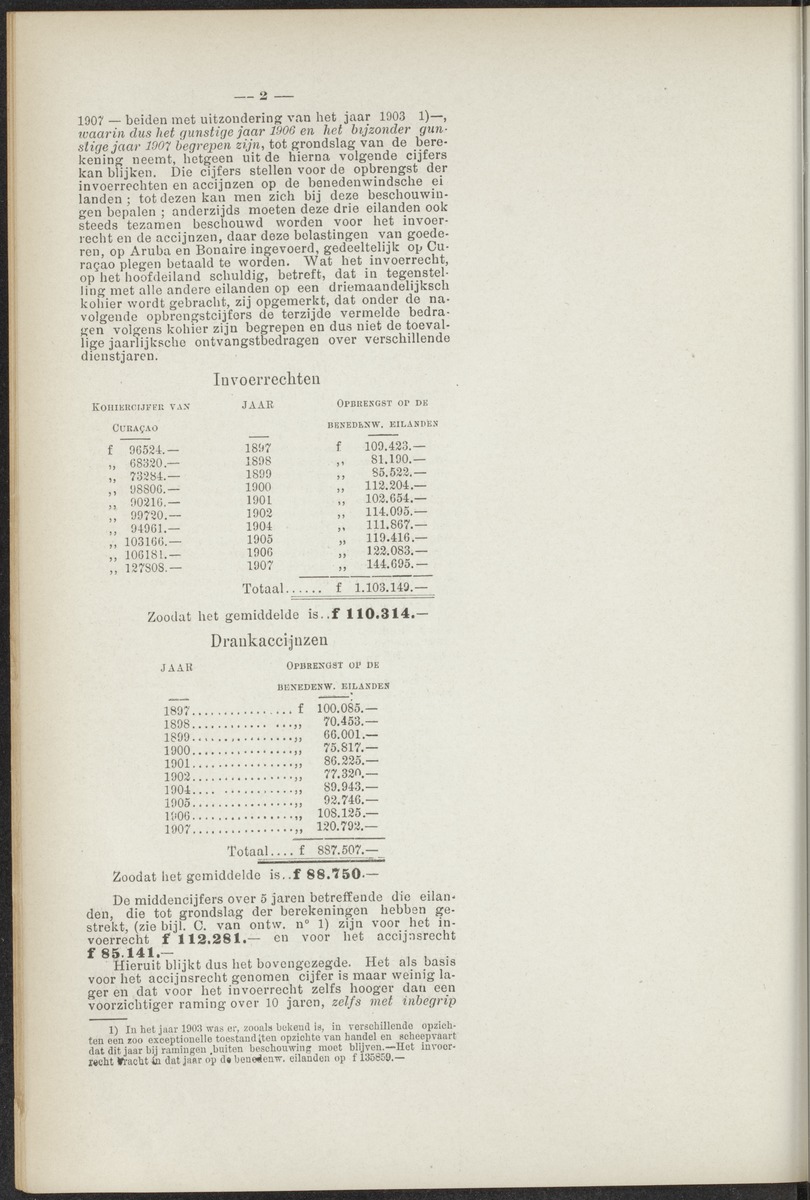 — 2 —
1907 — beiden met uitzondering van het jaar 1903 1)—,
waarin dus het gunstige jaar 1906 en het bijzonder gun-
stige jaar 1907 begrepen zijn, tot grondslag van de bere-
kening neemt, hetgeen uit de hierna volgende cijfers
kan blijken. Die cijfers stellen voor de opbrengst der
invoerrechten en accijnzen op de benedenwindsche ei
landen ; tot dezen kan men zich bij deze beschouwin-
gen bepalen ; anderzijds moeten deze drie eilanden ook
steeds tezamen beschouwd worden voor het invoer-
recht en de accijnzen, daar deze belastingen van goede-
ren, op Aruba en Bonaire ingevoerd, gedeeltelijk op Cu-
raçao plegen betaald te worden. Wat het invoerrecht,
op het hoofdeiland schuldig, betreft, dat in tegenstel-
ling met alle andere eilanden op een driemaandelijksch
kohier wordt gebracht, zij opgemerkt, dat onder de na-
volgende opbrengstcijfers de terzijde vermelde bedra-
gen volgens kohier zijn begrepen en dus niet de toeval-
lige jaarlijksche ontvangstbedragen over verschillende
dienstjaren.
Invoerrechten
KOHIERCIJFER VAN JAAR OPBRENGST OP DE
CURAÇAO BENEDENW. EILANDEN
f 96524.— 1897 f 109.423.—
„ 68320.— 1898 „ 81.190.—
„ 73284.— 1899 „ 85.522.—
„ 98806.— 1900 „ 112.204.—
„ 90216.— 1901 „ 102.654.—
„ 99720.— 1902 „ 114.095.—
„ 94961.— 1904 „ 111.867.—
„ 103166.— 1905 „ 119.416.—
„ 106181.— 1906 „ 122.083.—
„ 127808.— 1907 „ 144.695.—
Totaal...... f 1.103.149.—
Zoodat het gemiddelde is..f 110.314.—
Drankaccijnzen
JAAR OPBRENGST OP DE
BENEDENW. EILANDEN
1897................ f 100.085.—
1898............ ...„ 70.453.—
1899................„ 66.001.—
1900................„ 75.817.—
1901................„ 86.225.—
1902................„ 77.320.—
1904.... ...........„ 89.943.—
1905................„ 92.746.—
1906................„ 108.125.—
1907................„ 120.792.—
Totaal.... f 887.507.—
Zoodat het gemiddelde is..f 88.750.—
De middencijfers over 5 jaren betreffende die eilan-
den, die tot grondslag der berekeningen hebben ge-
strekt, (zie bijl. C. van ontw. n° 1) zijn voor het in-
voerrecht f 112.281.— en voor het accijnsrecht
f 85.141.—
Hieruit blijkt dus het bovengezegde. Het als basis
voor het accijnsrecht genomen cijfer is maar weinig la-
ger en dat voor het invoerrecht zelfs hooger dan een
voorzichtiger raming over 10 jaren, zelfs met inbegrip
1) In het jaar 1903 was er, zooals bekend is, in verschillende opzich-
ten een zoo exceptionelle toestand ten opzichte van handel en scheepvaart
dat dit jaar bij ramingen buiten beschouwing moet blijven.—Het invoer-
recht bracht in dat jaar op de benedenw. eilanden op f 135859.—